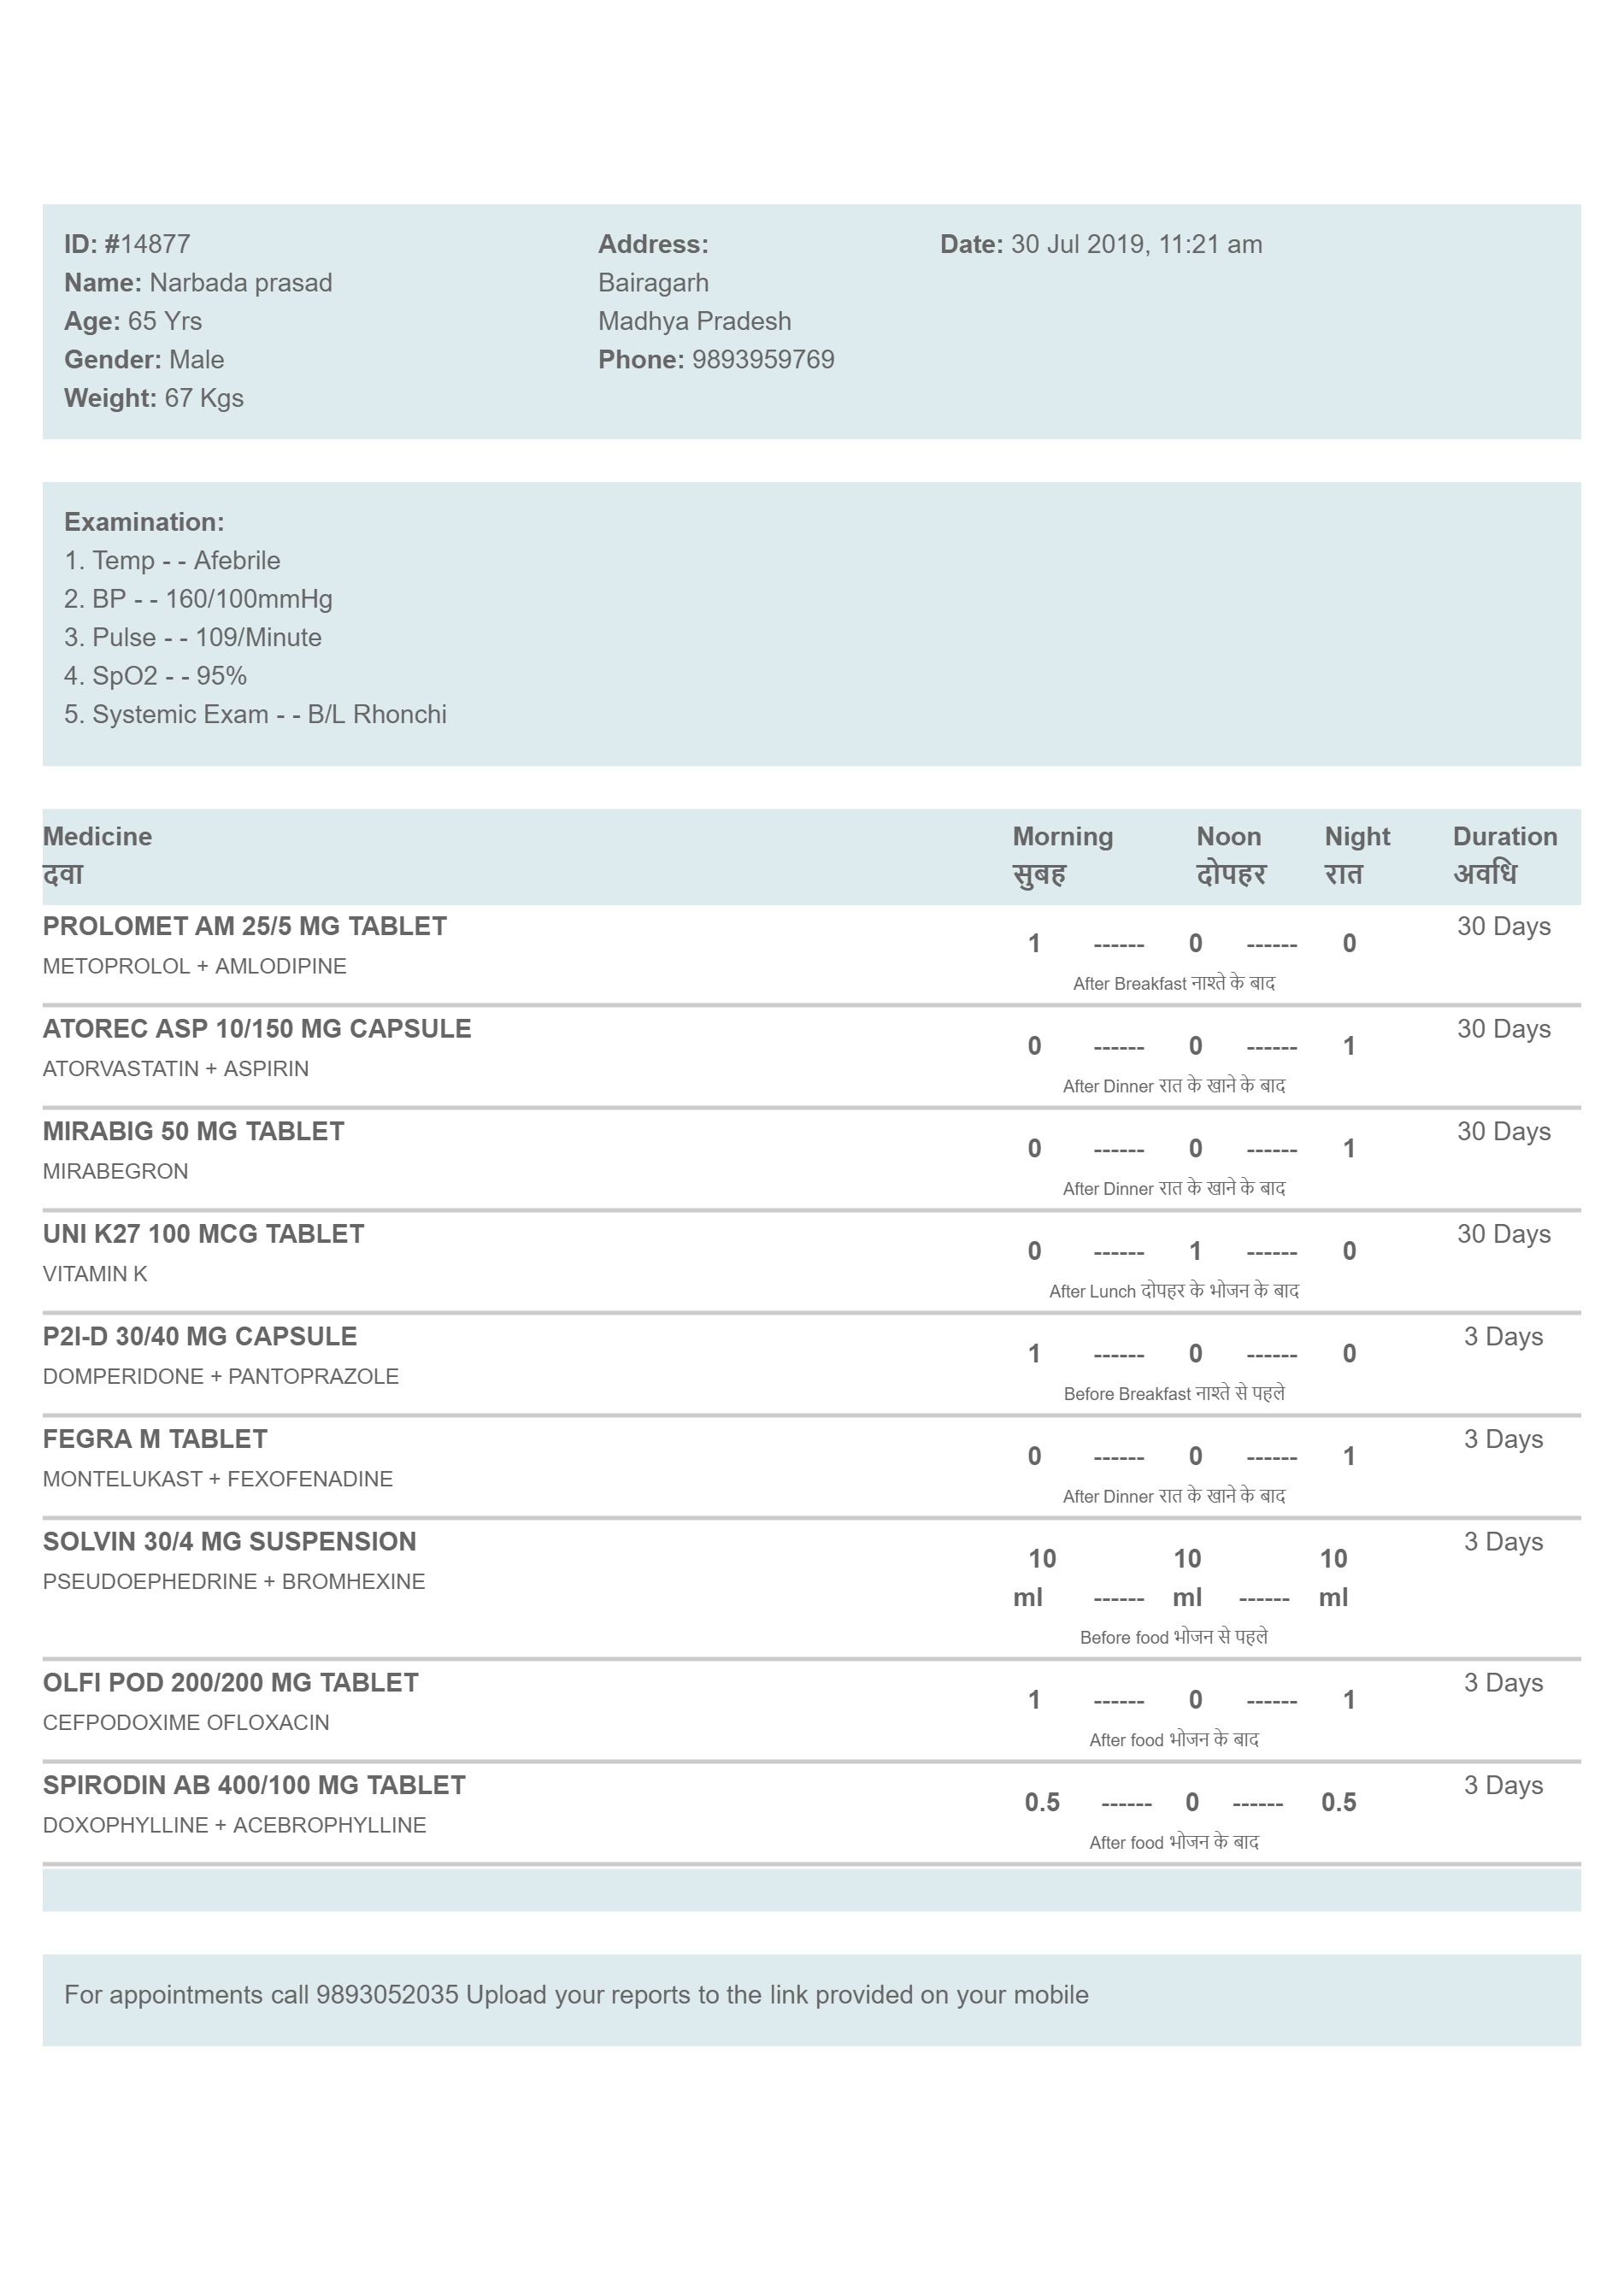 ID: #14877
Name: Narbada prasad
Age: 65 Yrs
Gender: Male
Weight: 67 Kgs
Address:
Bairagarh
Madhya Pradesh
Phone: 9893959769
Date: 30 Jul 2019, 11:21 am
Examination:
1. Temp - - Afebrile
2. BP - - 160/100mmHg
3. Pulse - - 109/Minute
4. SpO2 - - 95%
5. Systemic Exam - - B/L Rhonchi
Medicine Morning Noon Night Duration
दवा सुबह दोपहर रात अवधि
PROLOMET AM 25/5 MG TABLET 30 Days
1 ------ 0 ------ 0
METOPROLOL + AMLODIPINE
After Breakfast नाश्ते के बाद
ATOREC ASP 10/150 MG CAPSULE 30 Days
0 ------ 0 ------ 1
ATORVASTATIN + ASPIRIN
After Dinner रात के खाने के बाद
MIRABIG 50 MG TABLET 30 Days
0 ------ 0 ------ 1
MIRABEGRON
After Dinner रात के खाने के बाद
UNI K27 100 MCG TABLET 30 Days
0 ------ 1 ------ 0
VITAMIN K
After Lunch दोपहर के भोजन के बाद
P2I-D 30/40 MG CAPSULE 3 Days
1 ------ 0 ------ 0
DOMPERIDONE + PANTOPRAZOLE
Before Breakfast नाश्ते से पहले
FEGRA M TABLET 3 Days
0 ------ 0 ------ 1
MONTELUKAST + FEXOFENADINE
After Dinner रात के खाने के बाद
SOLVIN 30/4 MG SUSPENSION 3 Days
10 10 10
PSEUDOEPHEDRINE + BROMHEXINE
ml ------ ml ------ ml
Before food भोजन से पहले
OLFI POD 200/200 MG TABLET 3 Days
1 ------ 0 ------ 1
CEFPODOXIME OFLOXACIN
After food भोजन के बाद
SPIRODIN AB 400/100 MG TABLET 3 Days
0.5 ------ 0 ------ 0.5
DOXOPHYLLINE + ACEBROPHYLLINE
After food भोजन के बाद
For appointments call 9893052035 Upload your reports to the link provided on your mobile